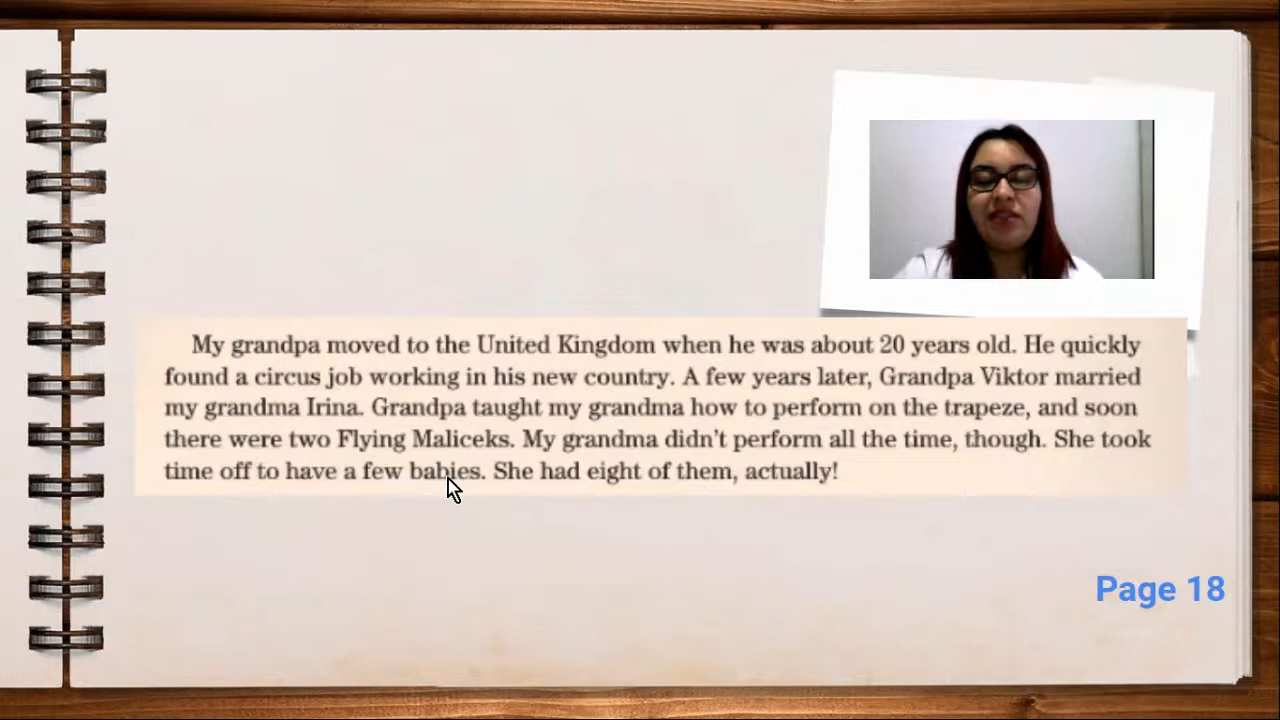 My grandpa moved to the United Kingdom when he was about 20 years old. He quickly
found a circus job working in his new country. A few years later, Grandpa Viktor married
my grandma Irina. Grandpa taught my grandma how to perform on the trapeze, and soon
there were two Flying Maliceks. My grandma didn't perform all the time, though. She took
time off to have a few babies. She had eight of them, actually!
Page 18